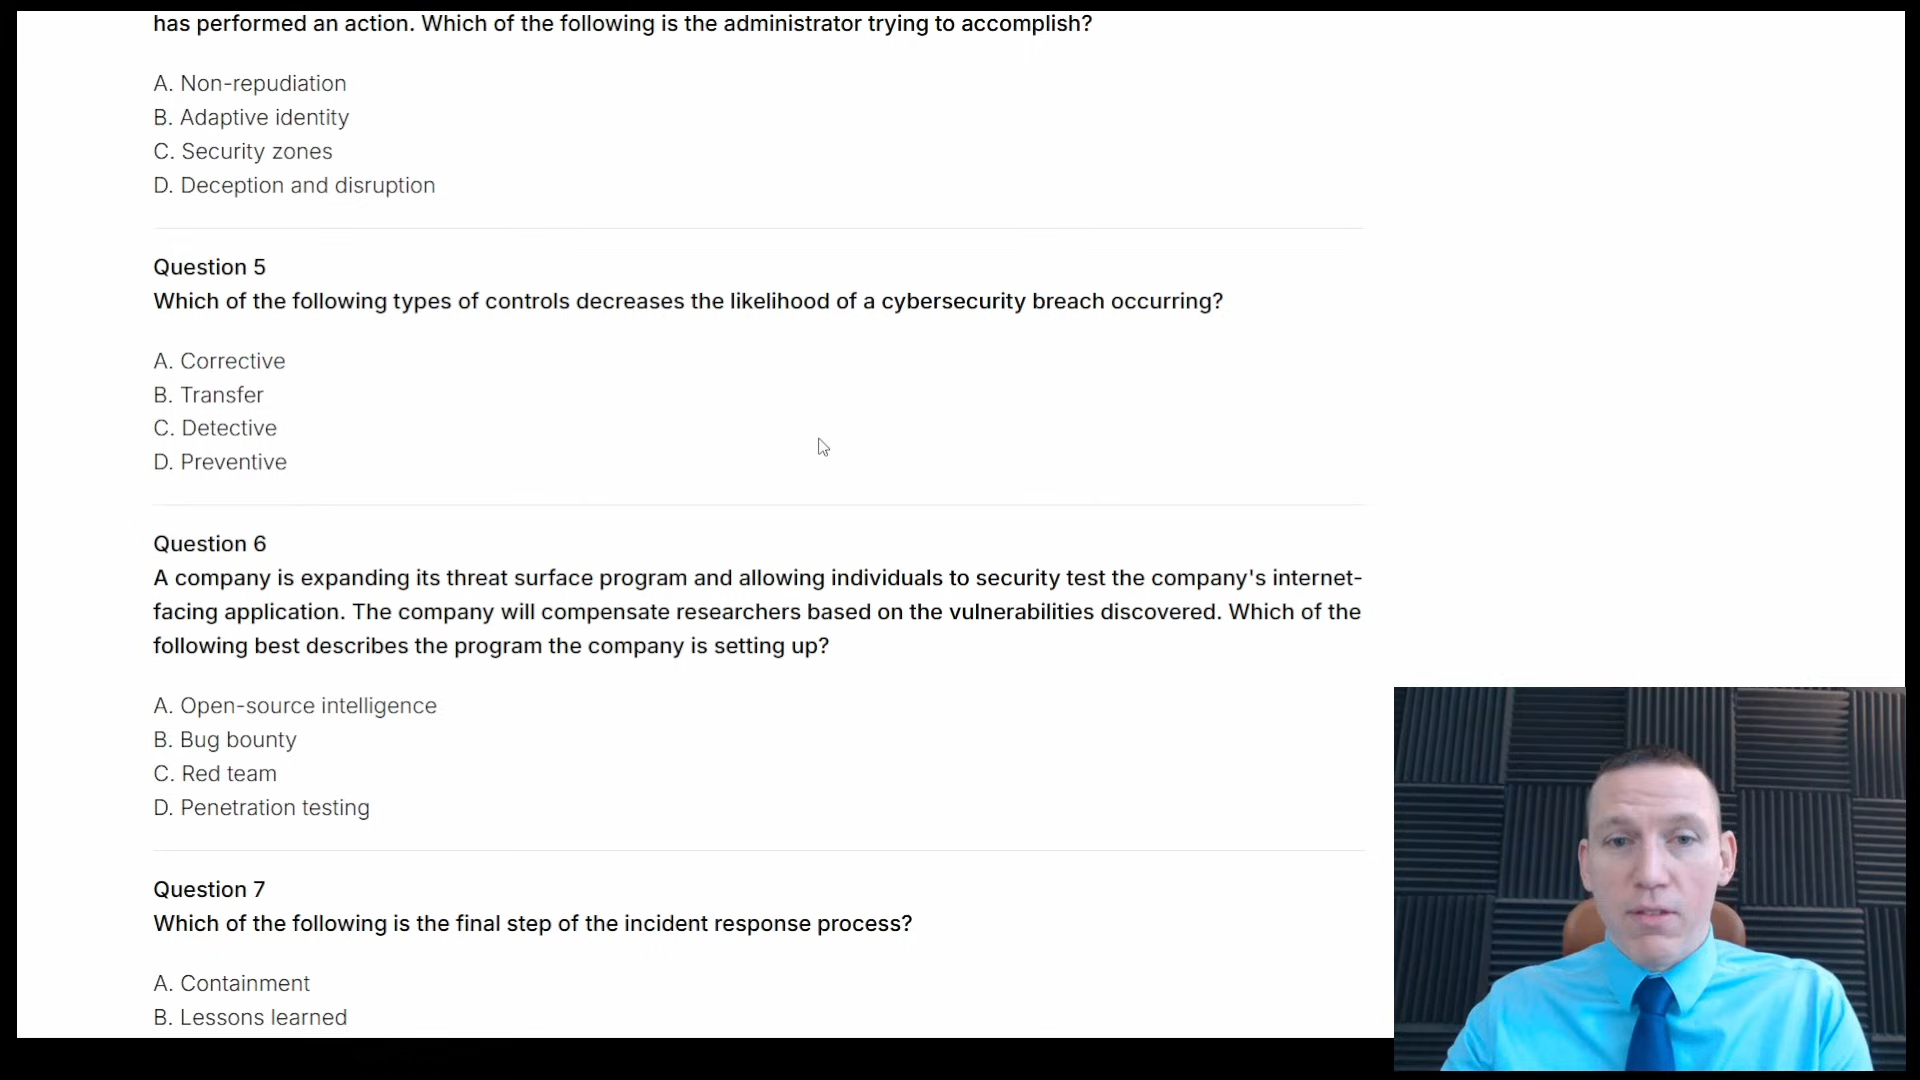 has performed an action. Which of the following is the administrator trying to accomplish?
A. Non-repudiation
B. Adaptive identity
C. Security zones
D. Deception and disruption
Question 5
Which of the following types of controls decreases the likelihood of a cybersecurity breach occurring?
A. Corrective
B. Transfer
C. Detective
D. Preventive
Question 6
A company is expanding its threat surface program and allowing individuals to security test the company's internet-
facing application. The company will compensate researchers based on the vulnerabilities discovered. Which of the
following best describes the program the company is setting up?
A. Open-source intelligence
B. Bug bounty
C. Red team
D. Penetration testing
Question 7
Which of the following is the final step of the incident response process?
A. Containment
B. Lessons learned